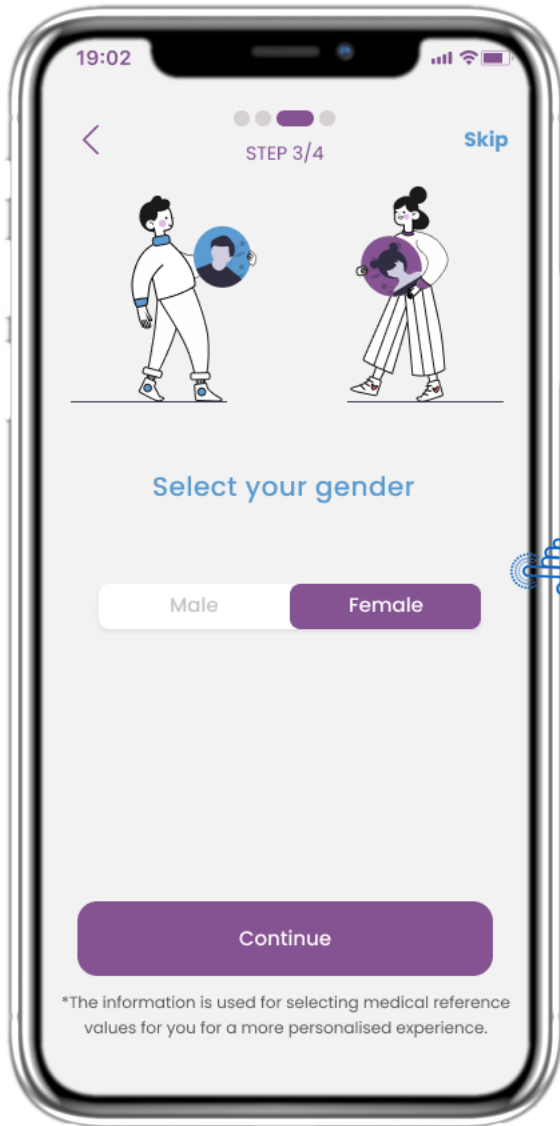 19:02
Skip
STEP 3/4
Select your gender
Male
Female
Continue
*The information is used for selecting medical reference
values for you for a more personalised experience.